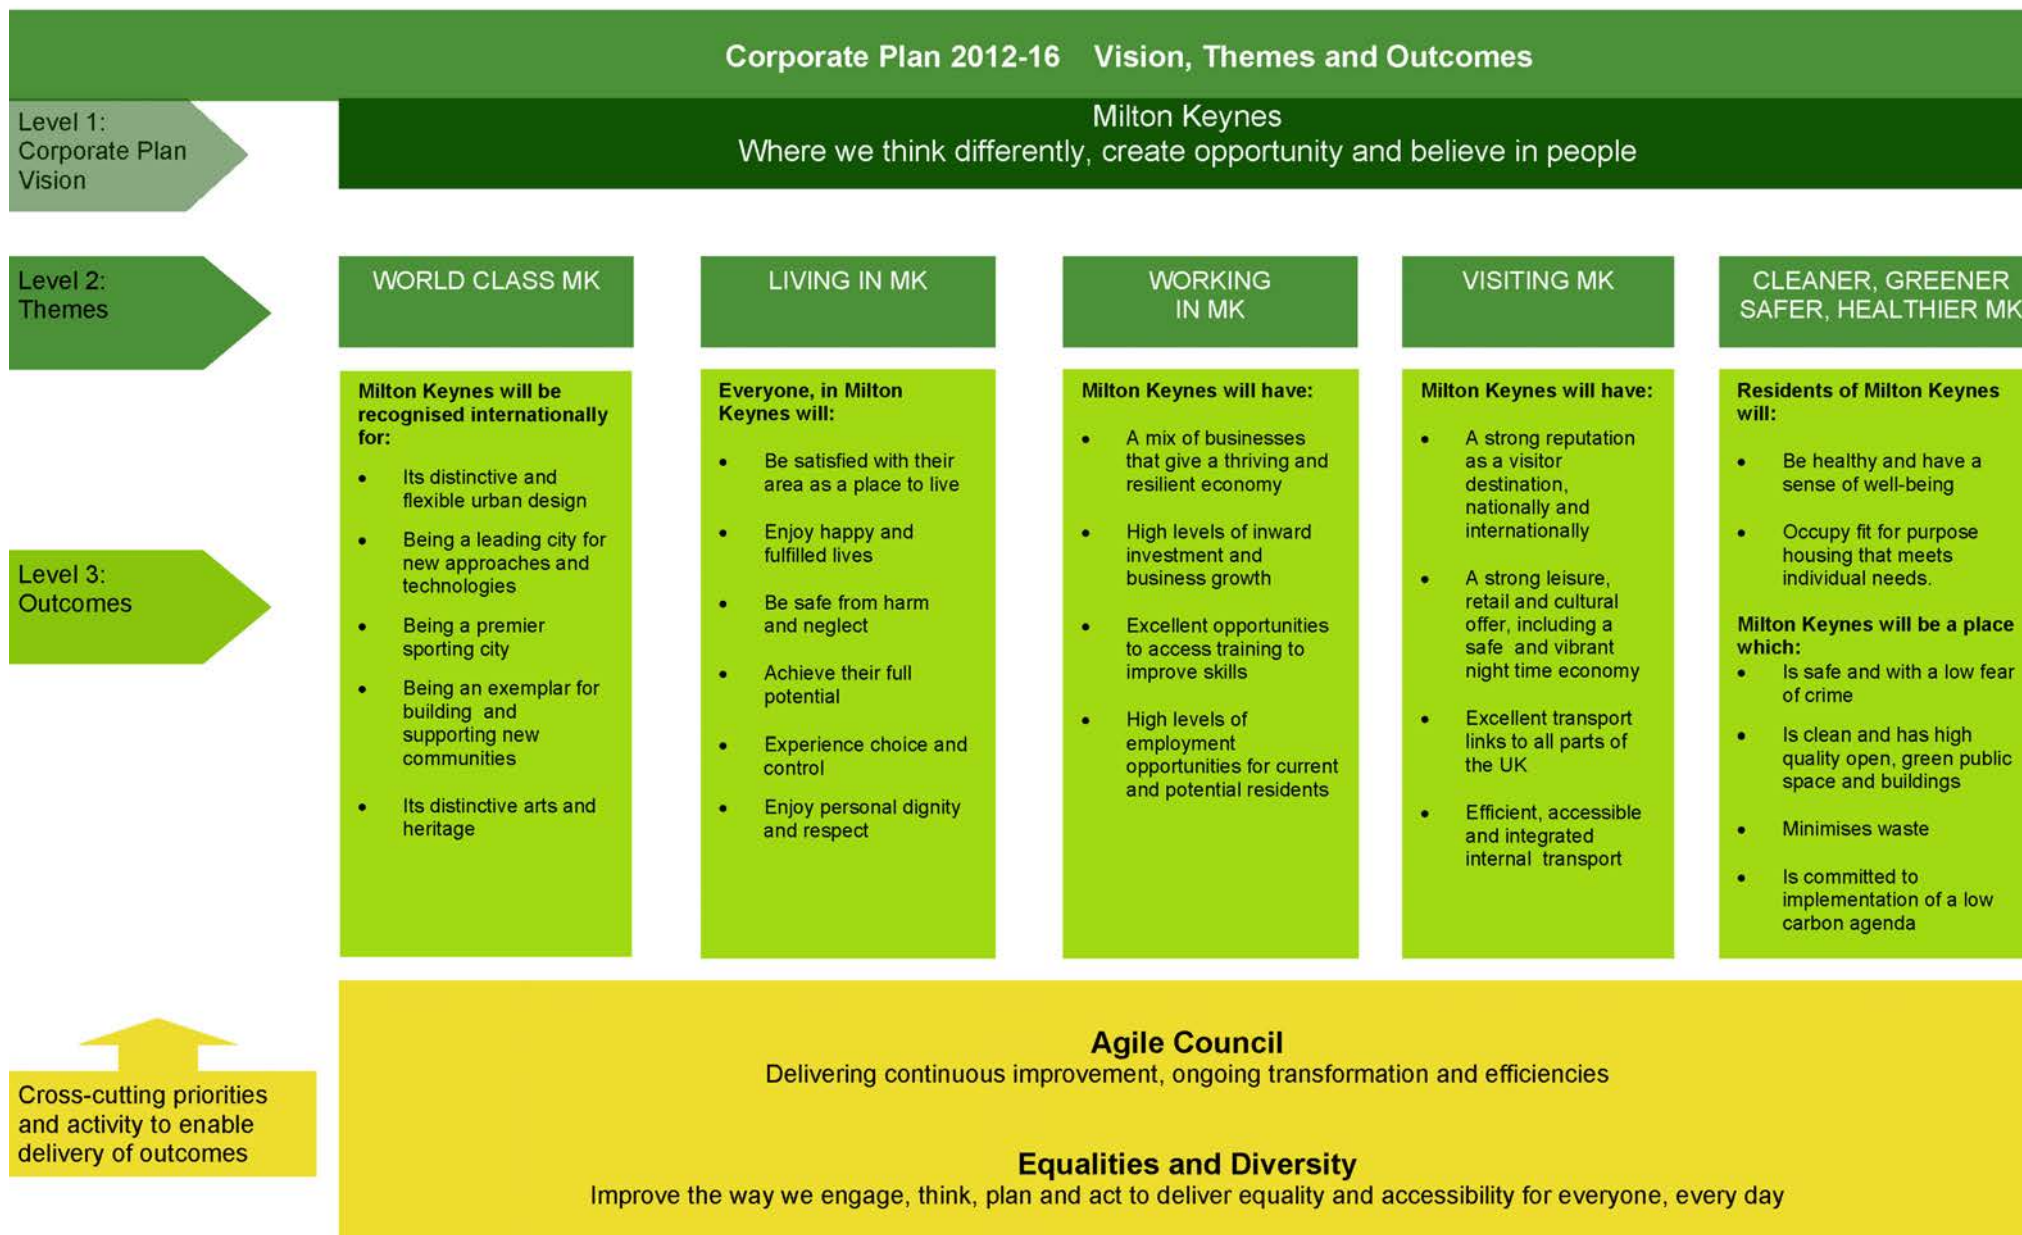 Corporate Plan 2012-16 Vision, Themes and Outcomes
Level 1:
Corporate Plan
Vision
Milton Keynes
Where we think differently, create opportunity and believe in people
Level 2:
Themes
WORLD CLASS MK
LIVING IN MK
WORKING
IN MK
VISITING MK
CLEANER, GREENER
SAFER, HEALTHIER MK
Level 3:
Outcomes
Milton Keynes will be
recognised internationally
for:
• Its distinctive and
flexible urban design
• Being a leading city for
new approaches and
technologies
• Being a premier
sporting city
• Being an exemplar for
building and
supporting new
communities
• Its distinctive arts and
heritage
Everyone, in Milton
Keynes will:
• Be satisfied with their
area as a place to live
• Enjoy happy and
fulfilled lives
• Be safe from harm
and neglect
• Achieve their full
potential
• Experience choice and
control
• Enjoy personal dignity
and respect
Milton Keynes will have:
• A mix of businesses
that give a thriving and
resilient economy
• High levels of inward
investment and
business growth
• Excellent opportunities
to access training to
improve skills
• High levels of
employment
opportunities for current
and potential residents
Milton Keynes will have:
• A strong reputation
as a visitor
destination,
nationally and
internationally
• A strong leisure,
retail and cultural
offer, including a
safe and vibrant
night time economy
• Excellent transport
links to all parts of
the UK
• Efficient, accessible
and integrated
internal transport
Residents of Milton Keynes
will:
• Be healthy and have a
sense of well-being
• Occupy fit for purpose
housing that meets
individual needs.
Milton Keynes will be a place
which:
• Is safe and with a low fear
of crime
• Is clean and has high
quality open, green public
space and buildings
• Minimises waste
• Is committed to
implementation of a low
carbon agenda
Cross-cutting priorities
and activity to enable
delivery of outcomes
Agile Council
Delivering continuous improvement, ongoing transformation and efficiencies
Equalities and Diversity
Improve the way we engage, think, plan and act to deliver equality and accessibility for everyone, every day